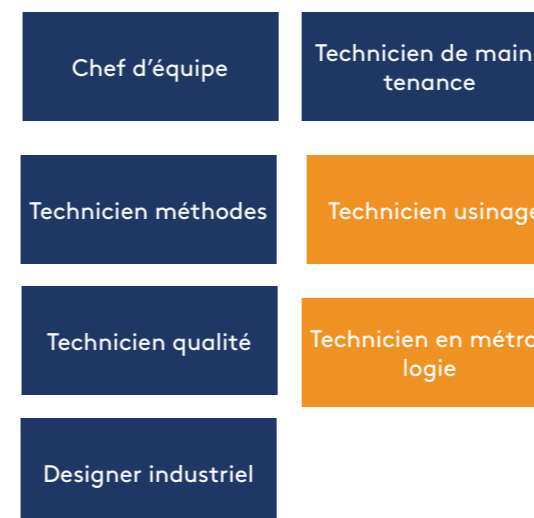 Chef d’équipe
Technicien de main
tenance
Technicien méthodes
Technicien usinage
Technicien qualité
Technicien en métro
logie
Designer industriel